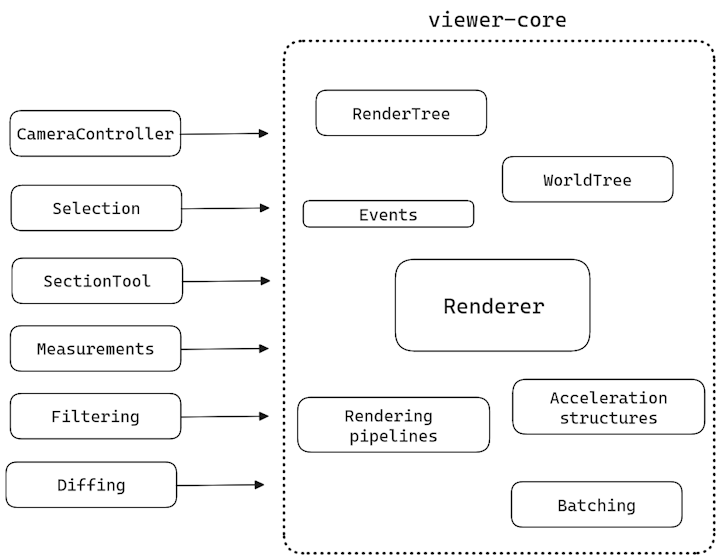 viewer-core
CameraController
Selection
SectionTool
Measurements
Filtering
Diffing
RenderTree
WorldTree
Events
Renderer
Rendering
pipelines
Acceleration
structures
Batching